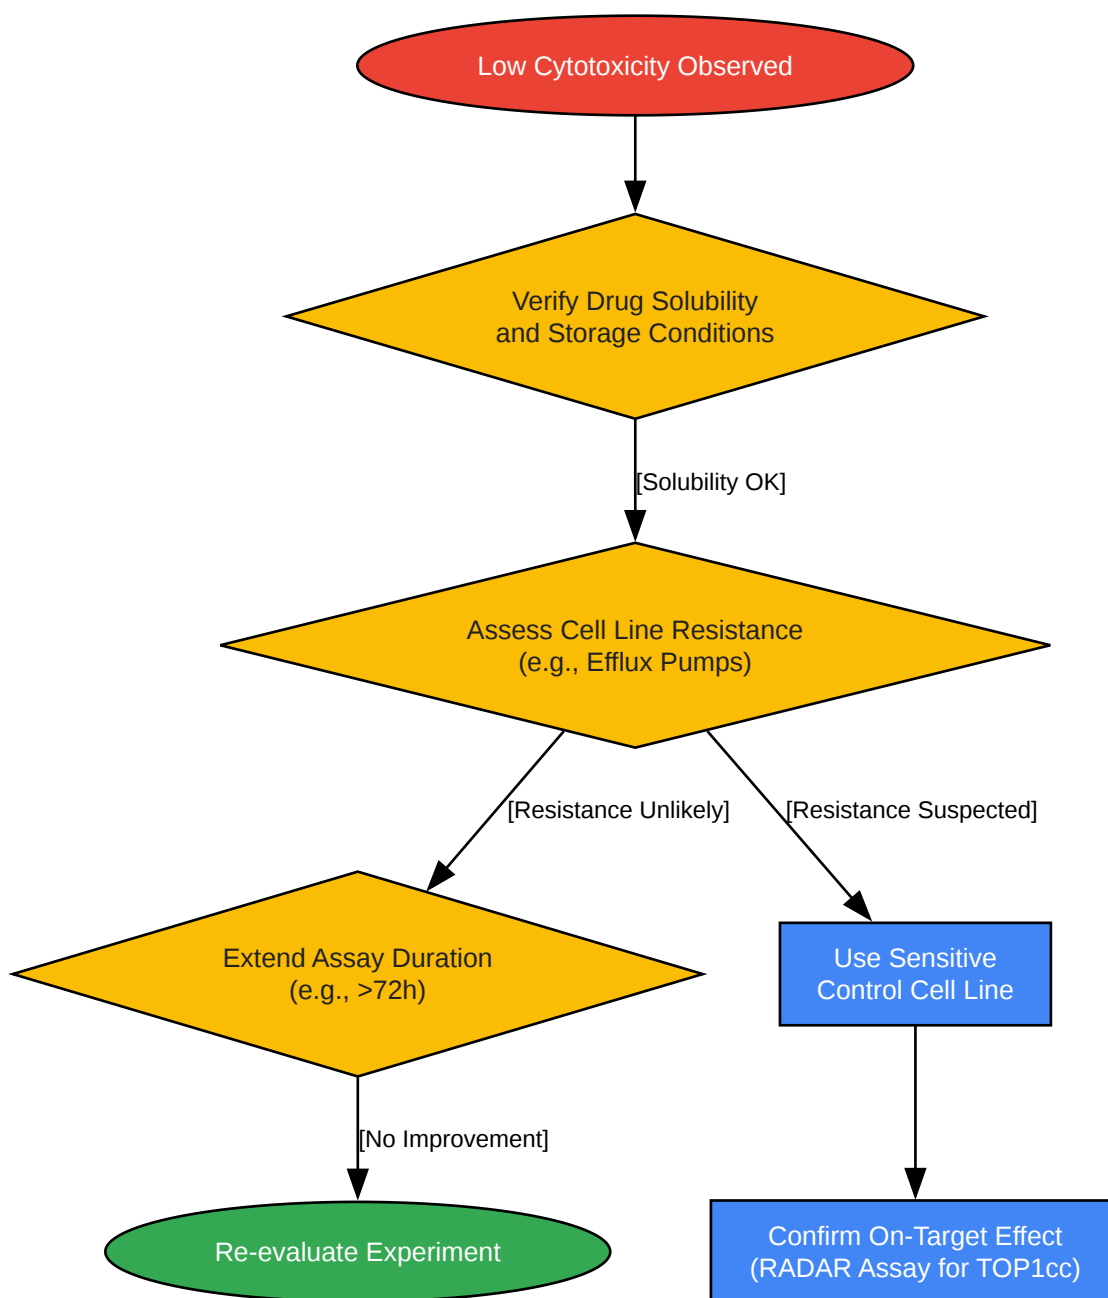 Low Cytotoxicity Observed
Verify Drug Solubility
and Storage Conditions
[Solubility OK]
Assess Cell Line Resistance
(e.g., Efflux Pumps)
[Resistance Unlikely]
[Resistance Suspected]
Extend Assay Duration
(e.g., >72h)
Use Sensitive
Control Cell Line
[No Improvement]
Re-evaluate Experiment
Confirm On-Target Effect
(RADAR Assay for TOP1cc)